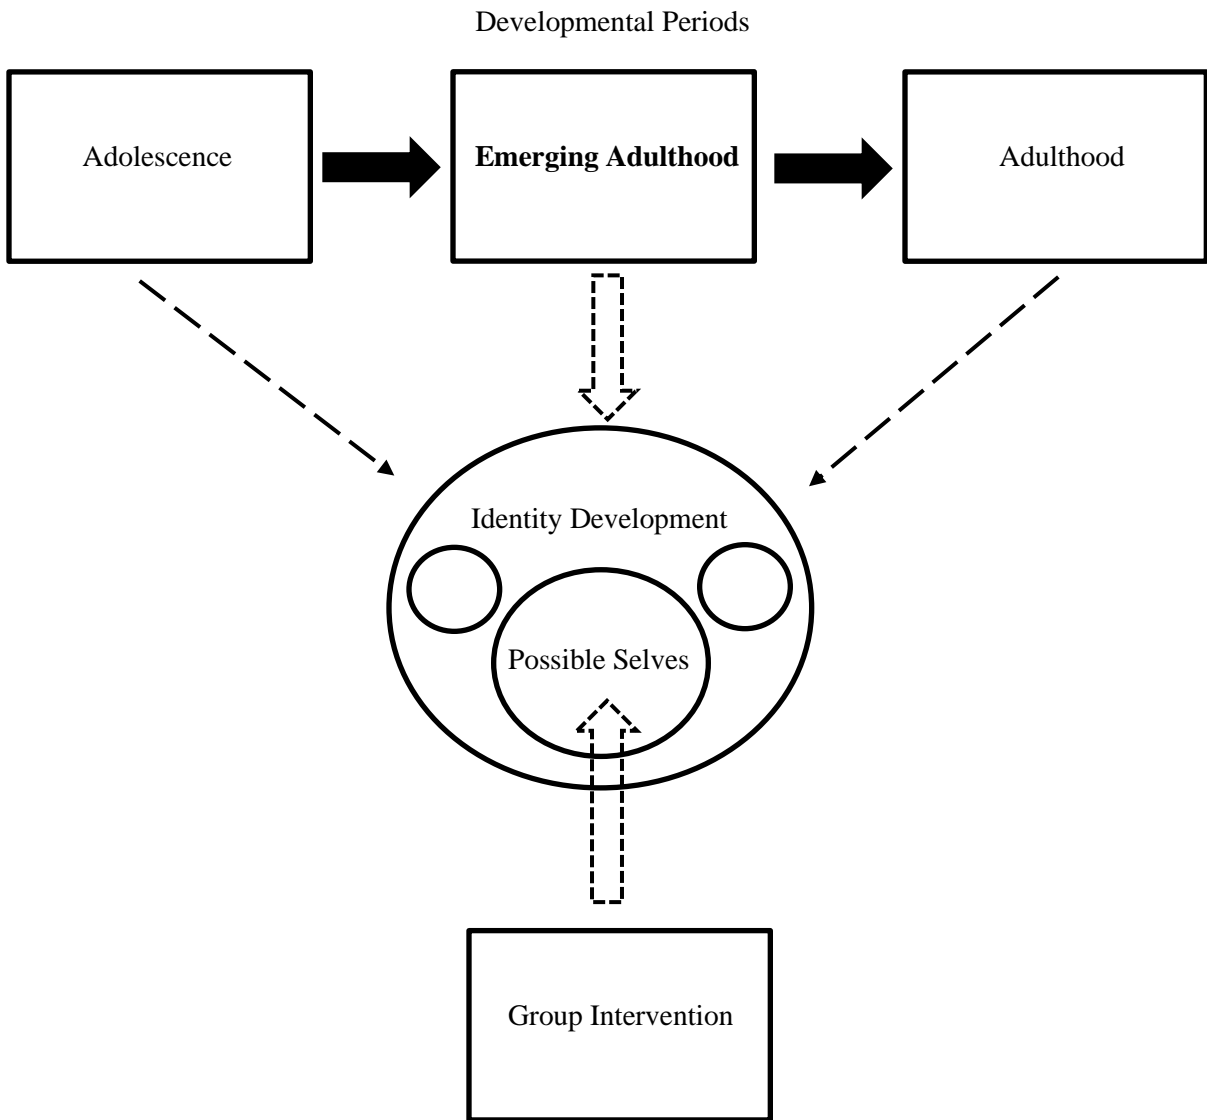 Developmental Periods
Adolescence
Emerging Adulthood
Adulthood
Identity Development
Possible Selves
Group Intervention